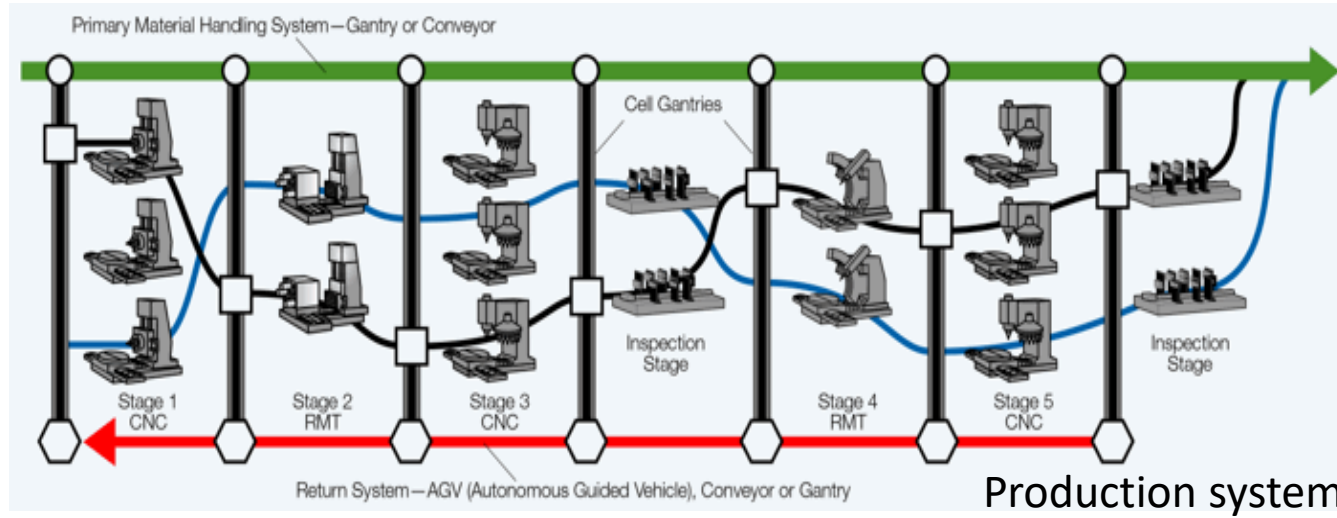 Primary Material Handling System—Gantry or Conveyor
Cell Gantries
Inspection
Stage
Inspection
Stage
Stage 1
CNC
Stage 2
RMT
Stage 3
CNC
Stage 4
RMT
Stage 5
CNC
Return System—AGV (Autonomous Guided Vehicle), Conveyor or Gantry
Production system